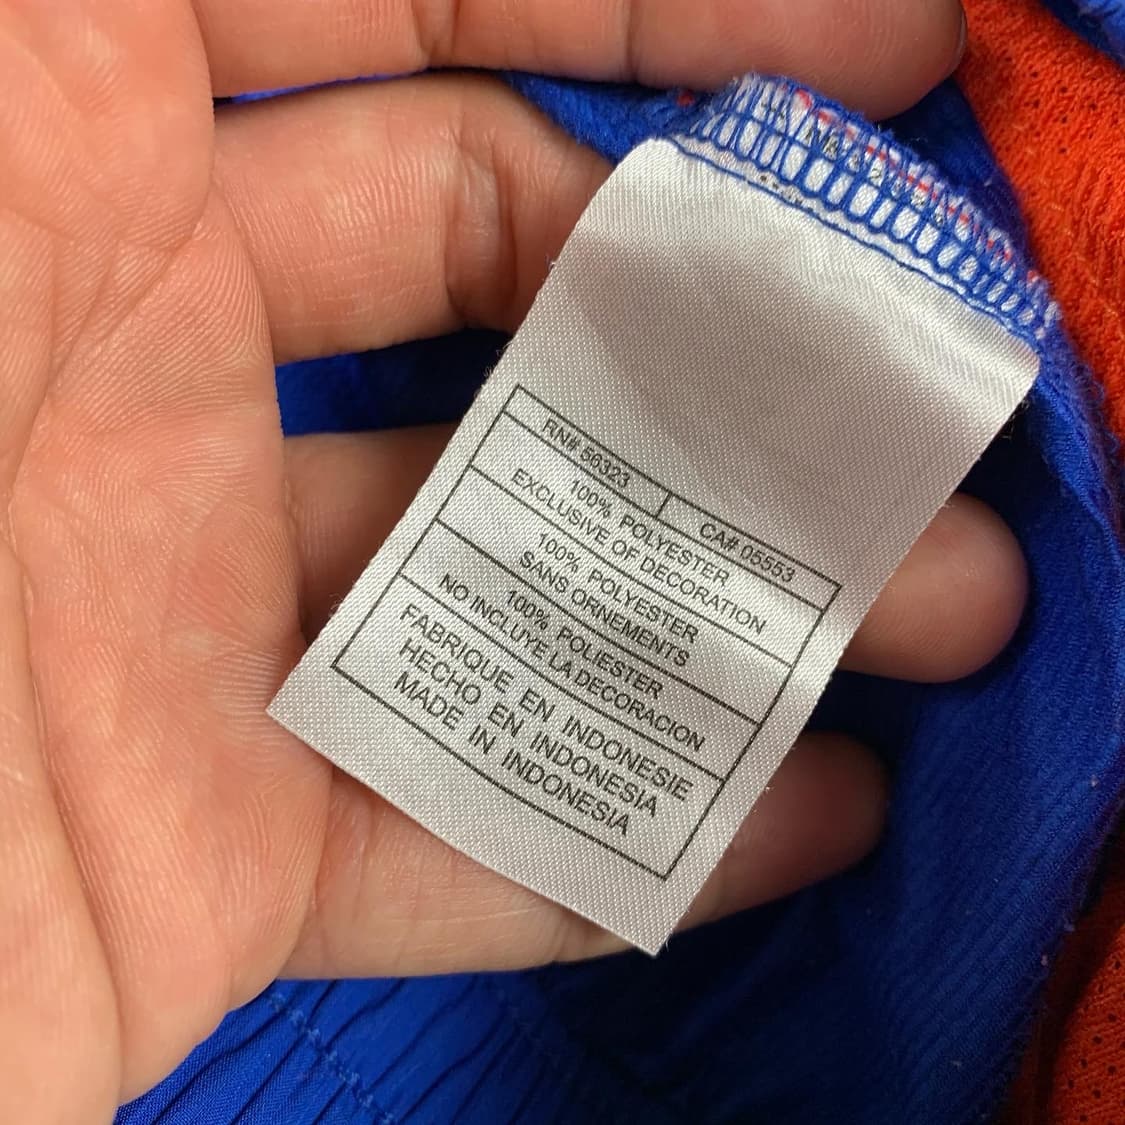 RN# 56323 CA# 05553
100% POLYESTER
EXCLUSIVE OF DECORATION
100% POLYESTER
SANS ORNEMENTS
100% POLIESTER
NO INCLUYE LA DECORACION
FABRIQUE EN INDONESIE
HECHO EN INDONESIA
MADE IN INDONESIA